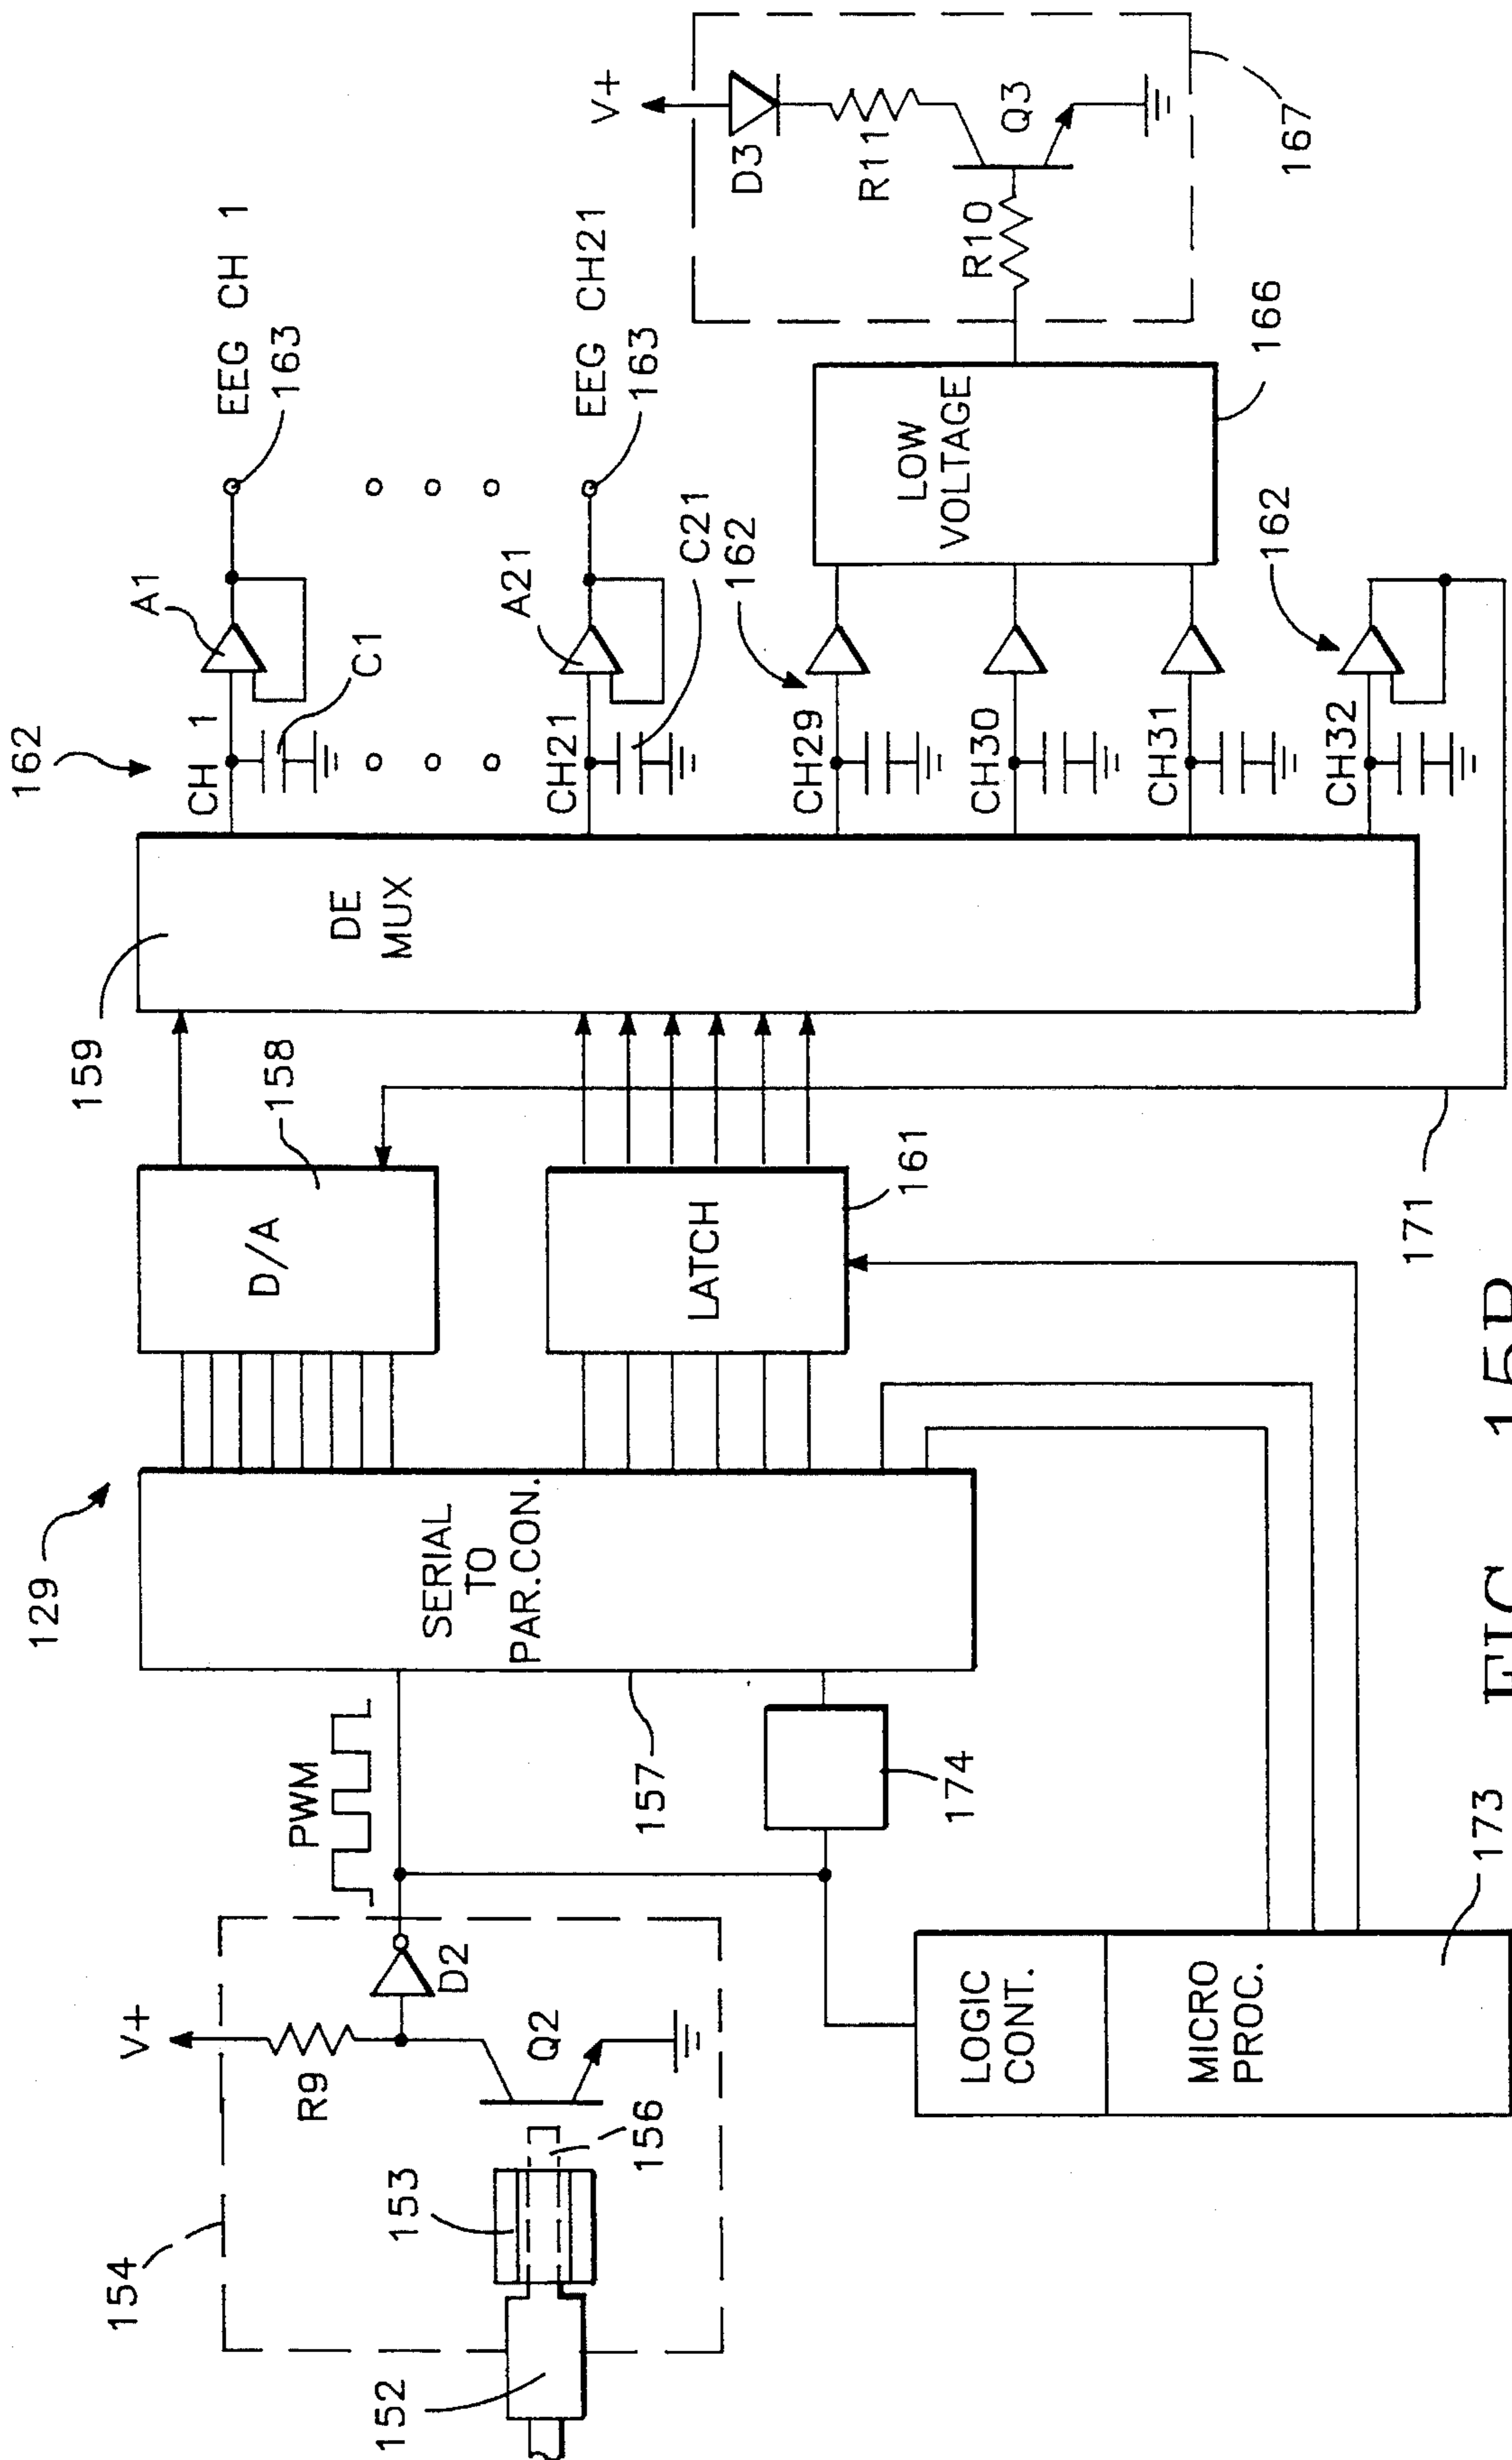 162
CH 1
A1
C1
EEG CH 1
163
CH21
A21
C21
EEG CH21
163
162
CH29
CH30
CH31
CH32
162
LOW
VOLTAGE
166
V+
D3
R11
Q3
R10
167
159
DE
MUX
158
D/A
LATCH
161
171
129
SERIAL
TO
PAR.CON.
157
174
PWM
154
V+
R9
D2
Q2
152
153
156
LOGIC
CONT.
MICRO
PROC.
173